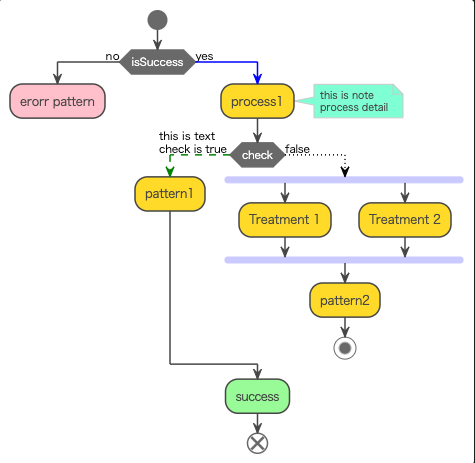 no
isSuccess
yes
erorr pattern
process1
this is note
process detail
this is text
check is true
check
false
pattern1
Treatment 1
Treatment 2
pattern2
success